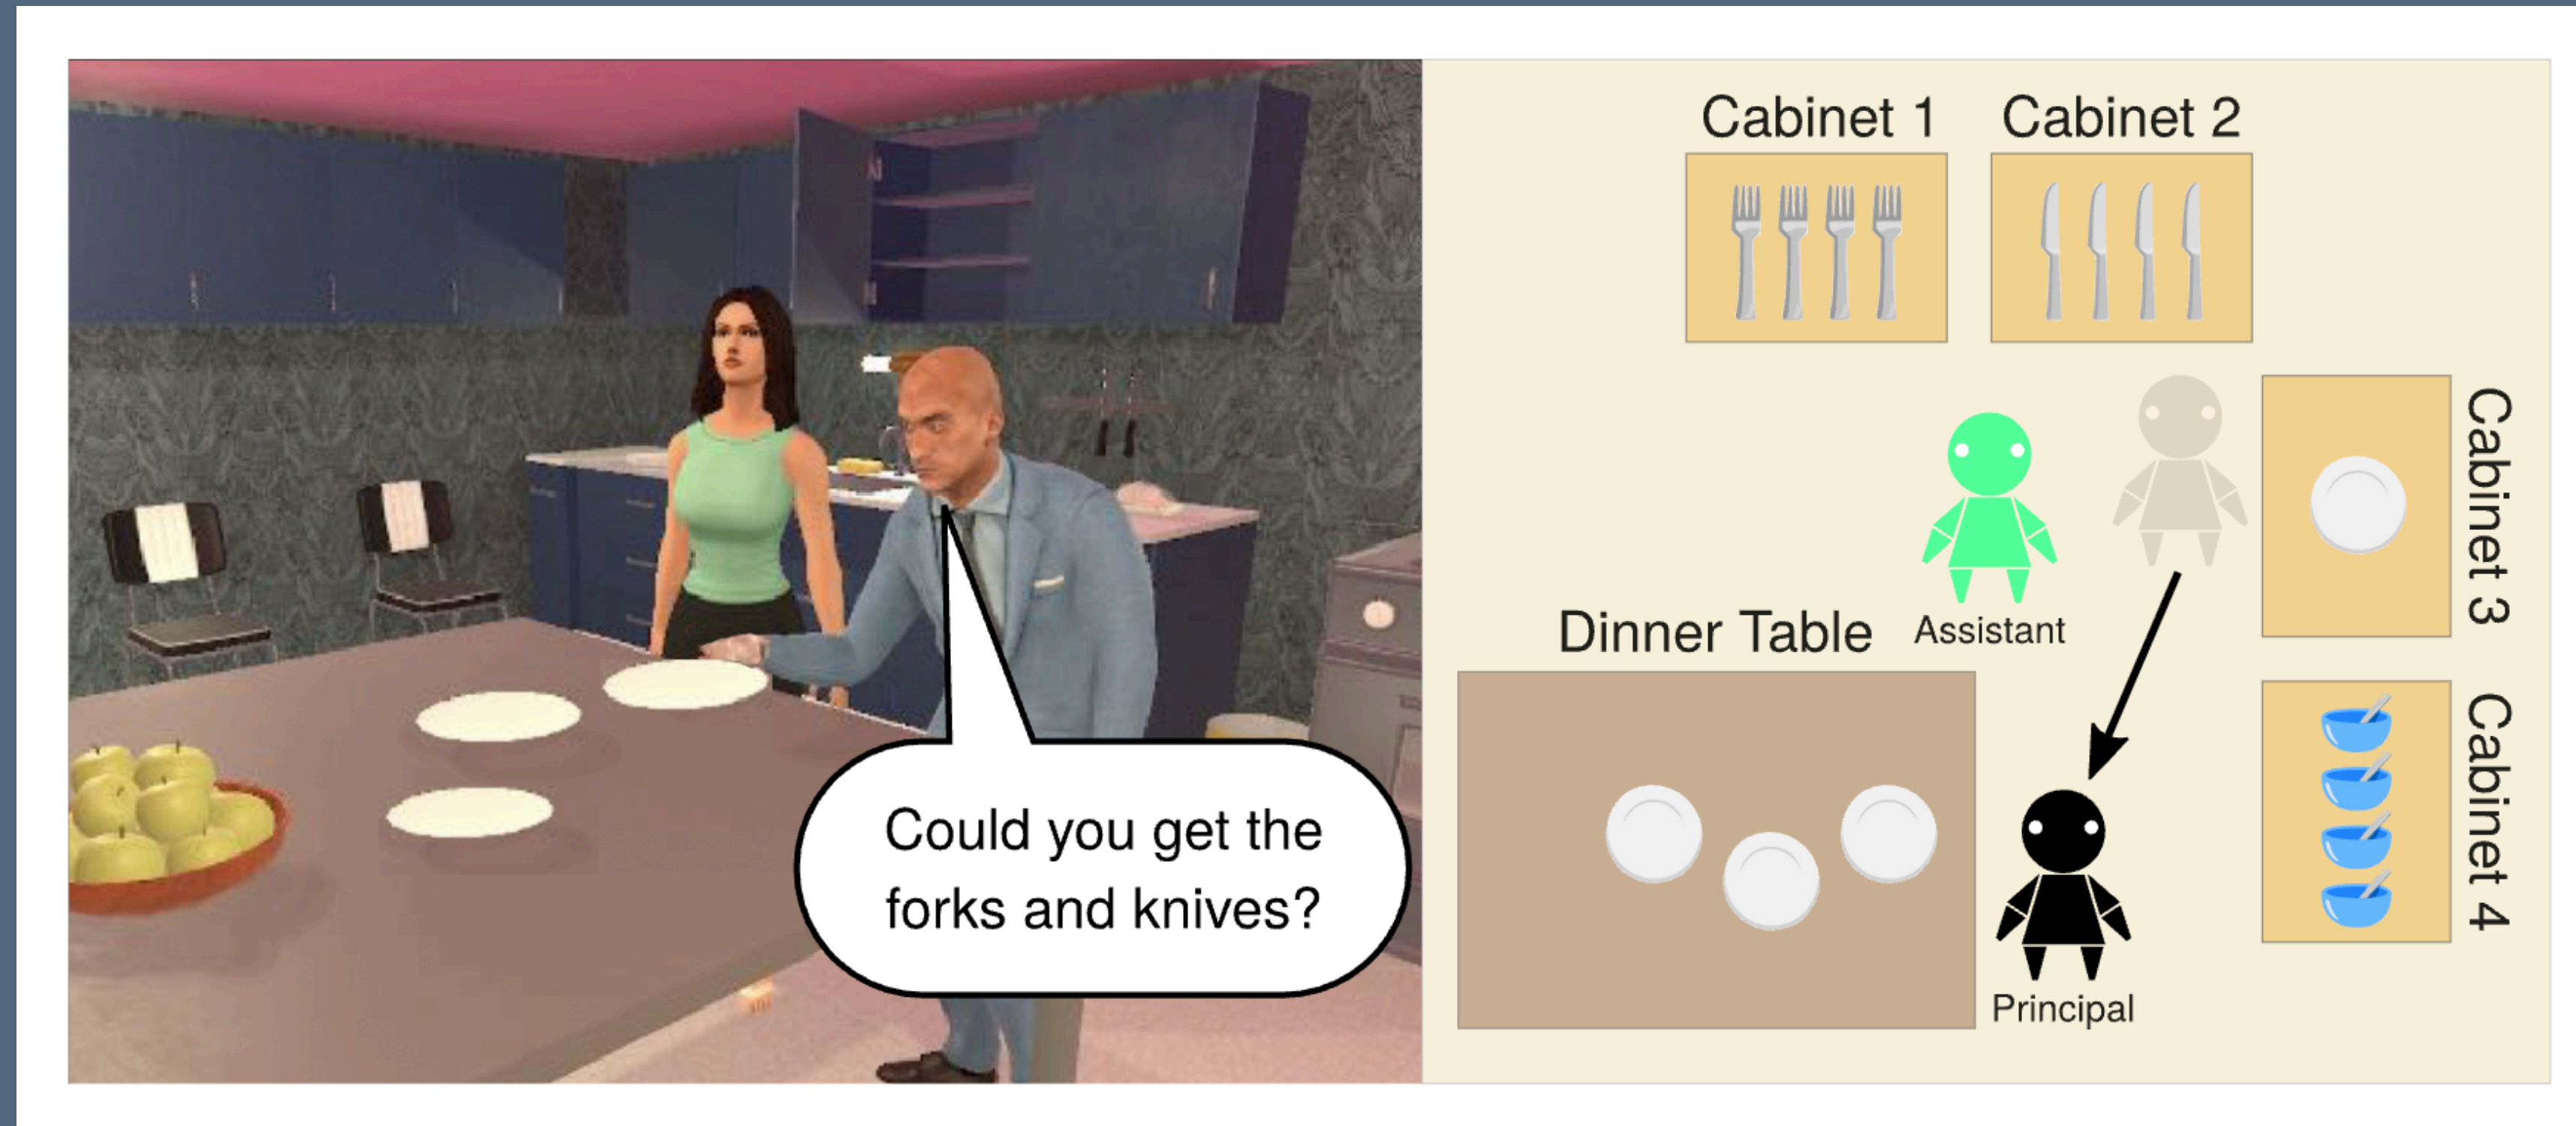 Could you get the
forks and knives?
Cabinet 1
Cabinet 2
Cabinet 3
Assistant
Dinner Table
Cabinet 4
Principal